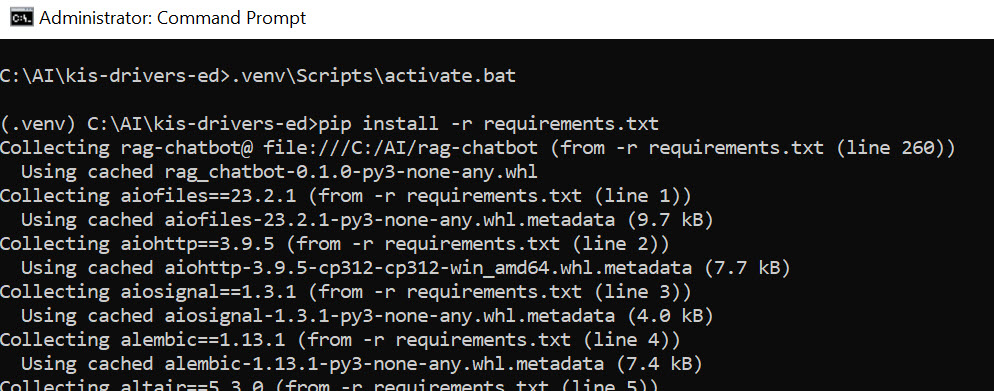 Administrator: Command Prompt
C:\AI\kis-drivers-ed>.venv\Scripts\activate.bat
(.venv) C:\AI\kis-drivers-ed>pip install -r requirements.txt
Collecting rag-chatbot@ file:///C:/AI/rag-chatbot (from -r requirements.txt (line 260))
  Using cached rag_chatbot-0.1.0-py3-none-any.whl
Collecting aiofiles==23.2.1 (from -r requirements.txt (line 1))
  Using cached aiofiles-23.2.1-py3-none-any.whl.metadata (9.7 kB)
Collecting aiohttp==3.9.5 (from -r requirements.txt (line 2))
  Using cached aiohttp-3.9.5-cp312-cp312-win_amd64.whl.metadata (7.7 kB)
Collecting aiosignal==1.3.1 (from -r requirements.txt (line 3))
  Using cached aiosignal-1.3.1-py3-none-any.whl.metadata (4.0 kB)
Collecting alembic==1.13.1 (from -r requirements.txt (line 4))
  Using cached alembic-1.13.1-py3-none-any.whl.metadata (7.4 kB)
Collecting altair==5.3.0 (from -r requirements.txt (line 5))